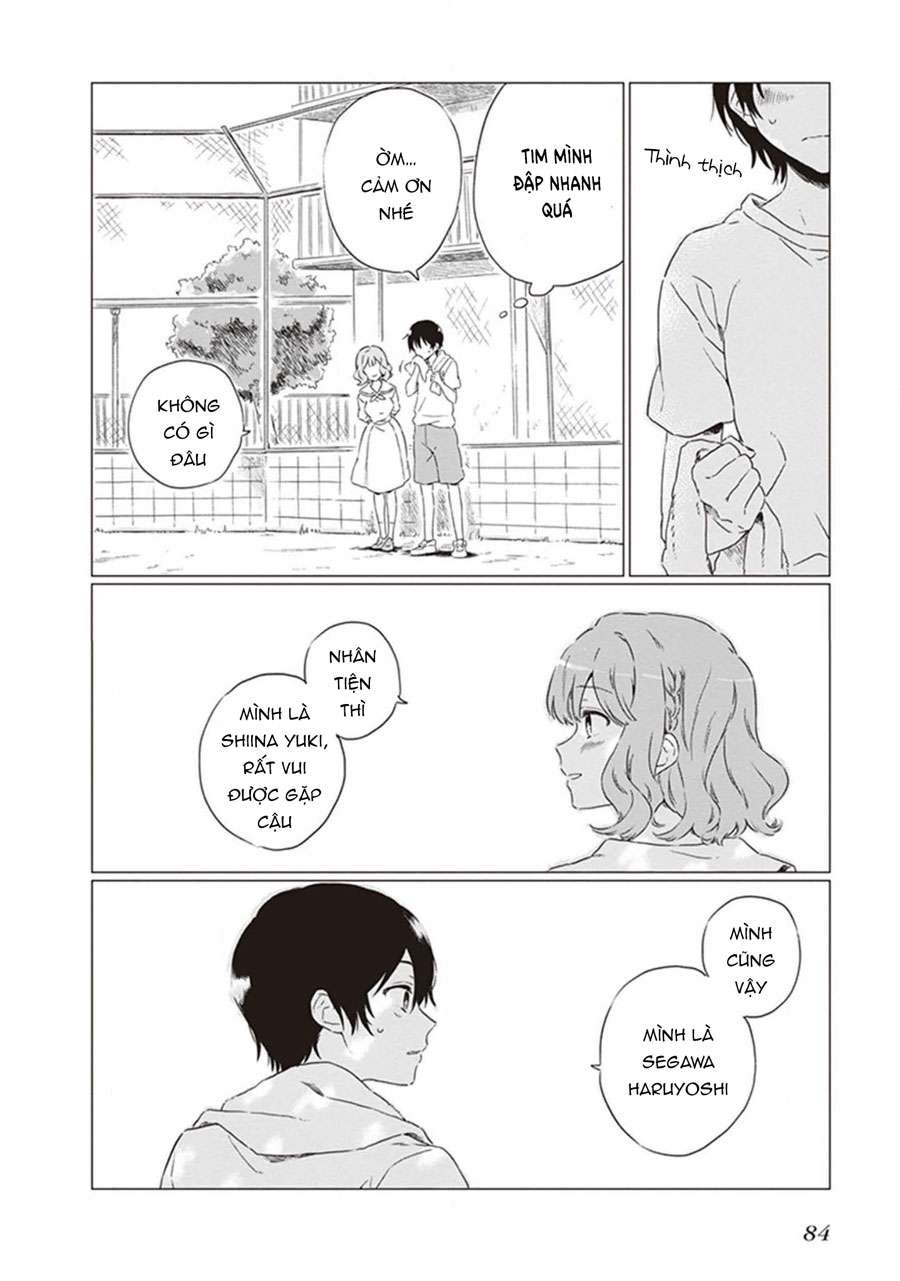 Thình thịch
TIM MÌNH
ĐẬP NHANH
QUÁ
ỜM...
CẢM ƠN
NHÉ
KHÔNG
CÓ GÌ
ĐÂU
NHÂN
TIỆN
THÌ
MÌNH LÀ
SHIINA YUKI,
RẤT VUI
ĐƯỢC GẶP
CẬU
MÌNH
CŨNG
VẬY
MÌNH LÀ
SEGAWA
HARUYOSHI
84